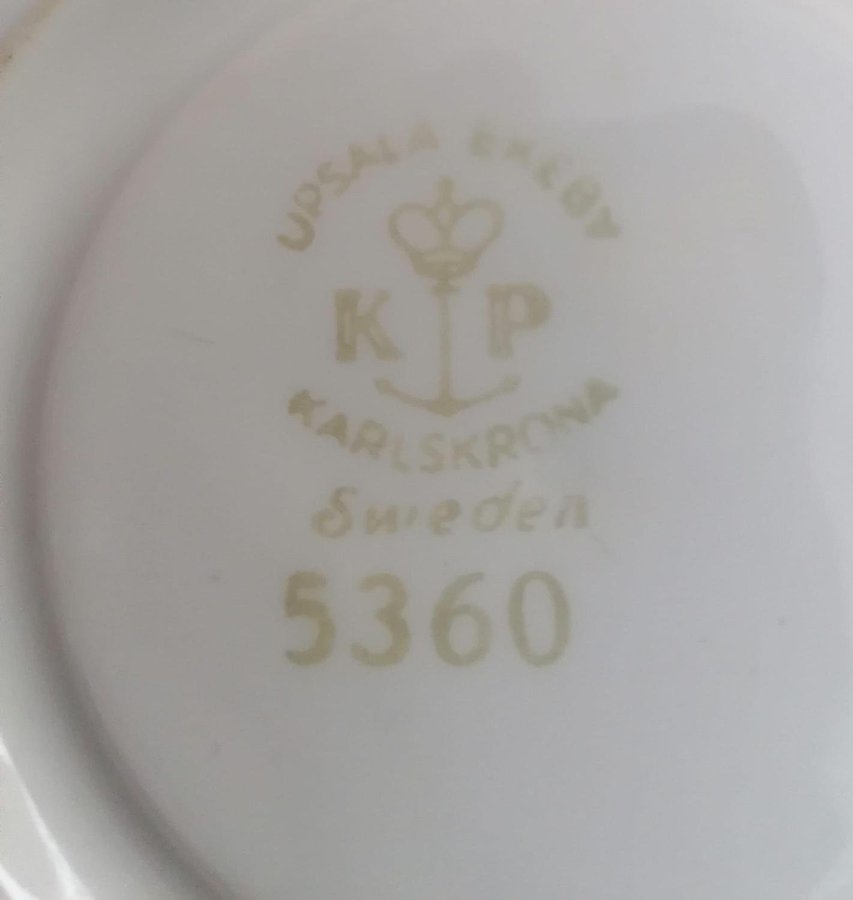 UPSALA EKEBY
K P
KARLSKRONA
Sweden
5360